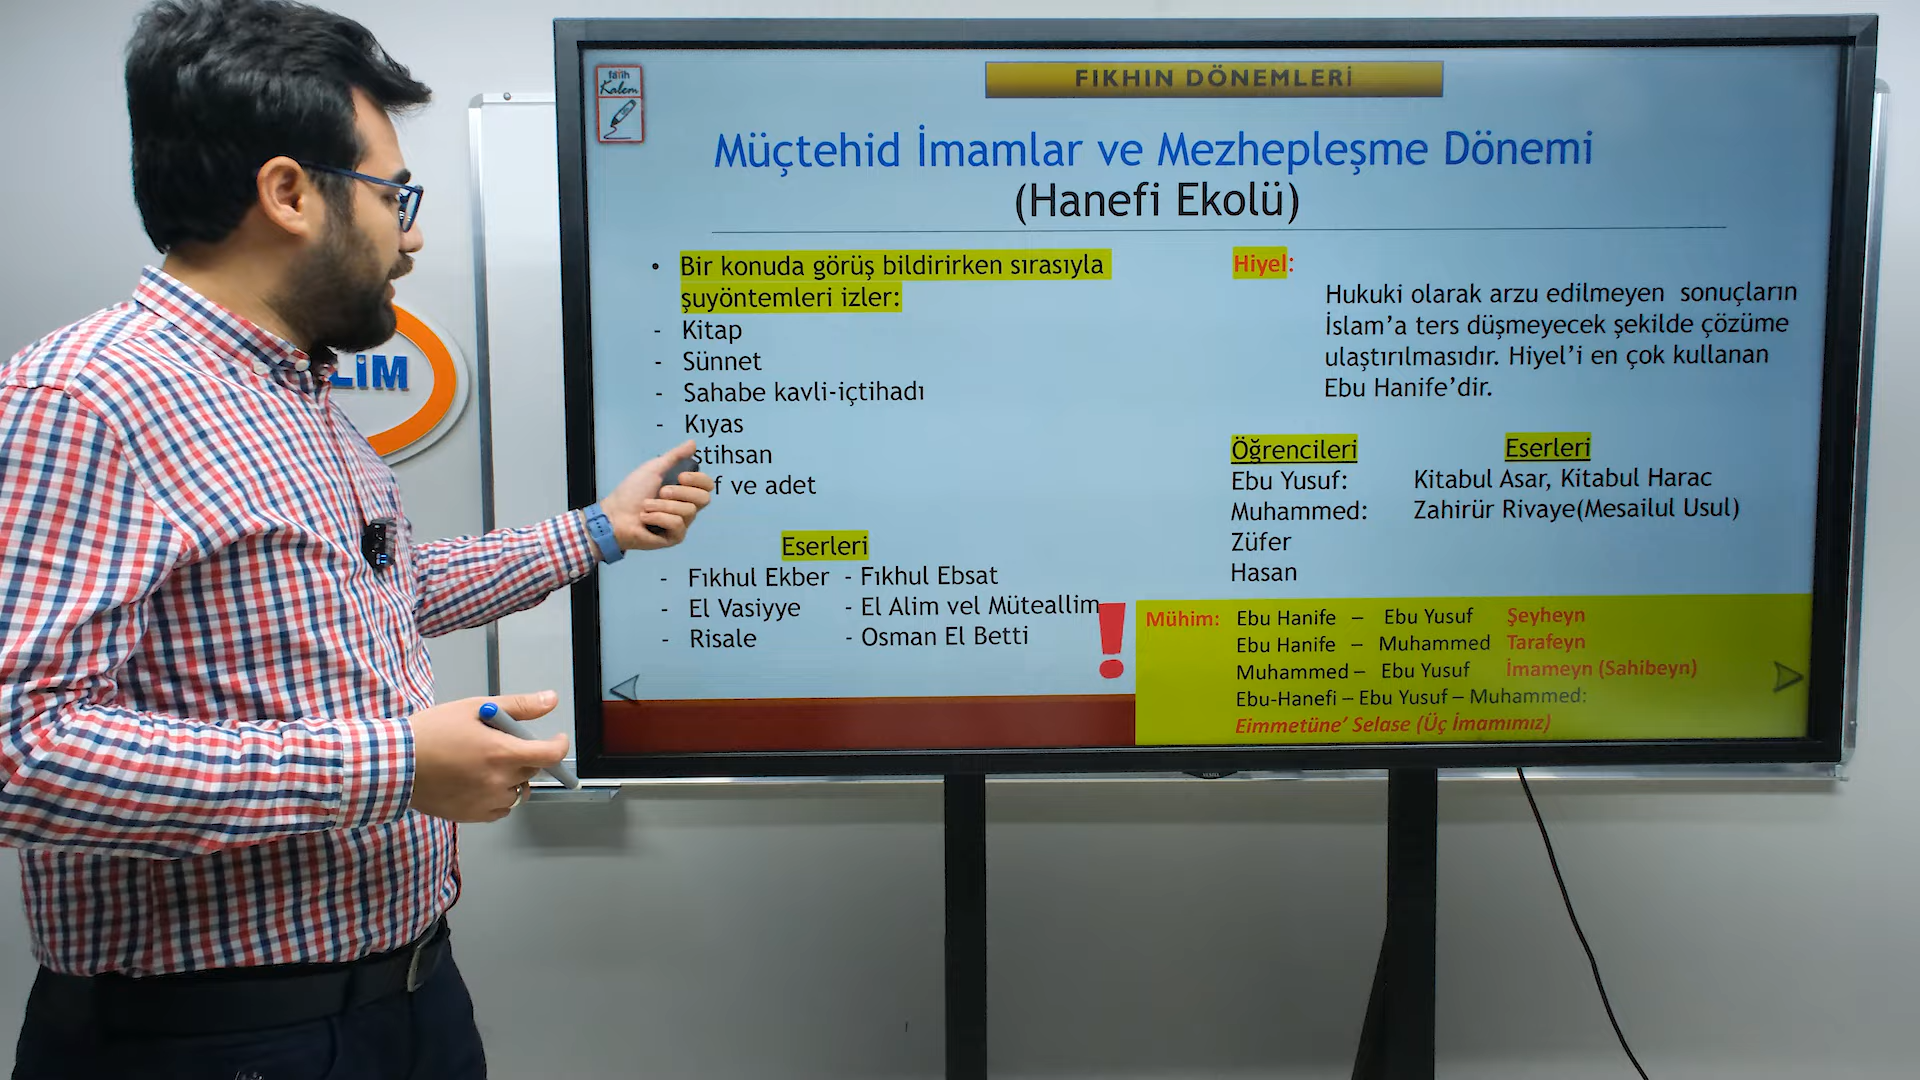 fatih
Kalem
FIKHIN DÖNEMLERİ
Müçtehid İmamlar ve Mezhepleşme Dönemi
(Hanefi Ekolü)
• Bir konuda görüş bildirirken sırasıyla
şuyöntemleri izler:
- Kitap
- Sünnet
- Sahabe kavli-içtihadı
- Kıyas
stihsan
f ve adet
Eserleri
- Fıkhul Ekber - Fıkhul Ebsat
- El Vasiyye - El Alim vel Müteallim
- Risale - Osman El Betti
Hiyel:
Hukuki olarak arzu edilmeyen sonuçların
İslam’a ters düşmeyecek şekilde çözüme
ulaştırılmasıdır. Hiyel’i en çok kullanan
Ebu Hanife’dir.
Öğrencileri Eserleri
Ebu Yusuf: Kitabul Asar, Kitabul Harac
Muhammed: Zahirür Rivaye(Mesailul Usul)
Züfer
Hasan
! Mühim: Ebu Hanife – Ebu Yusuf Şeyheyn
Ebu Hanife – Muhammed Tarafeyn
Muhammed – Ebu Yusuf İmameyn (Sahibeyn)
Ebu-Hanefi – Ebu Yusuf – Muhammed:
Eimmetüne’ Selase (Üç İmamımız)
LİM